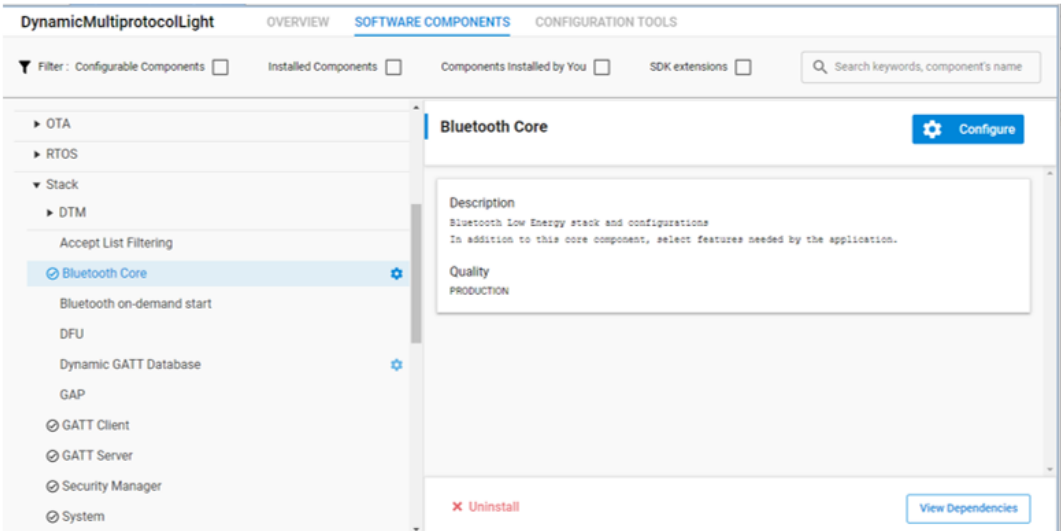 DynamicMultiprotocolLight OVERVIEW SOFTWARE COMPONENTS CONFIGURATION TOOLS
Filter : Configurable Components Installed Components Components Installed by You SDK extensions Search keywords, component's name
OTA
RTOS
Stack
DTM
Accept List Filtering
Bluetooth Core
Bluetooth on-demand start
DFU
Dynamic GATT Database
GAP
GATT Client
GATT Server
Security Manager
System
Bluetooth Core
Configure
Description
Bluetooth Low Energy stack and configurations
In addition to this core component, select features needed by the application.
Quality
PRODUCTION
Uninstall
View Dependencies